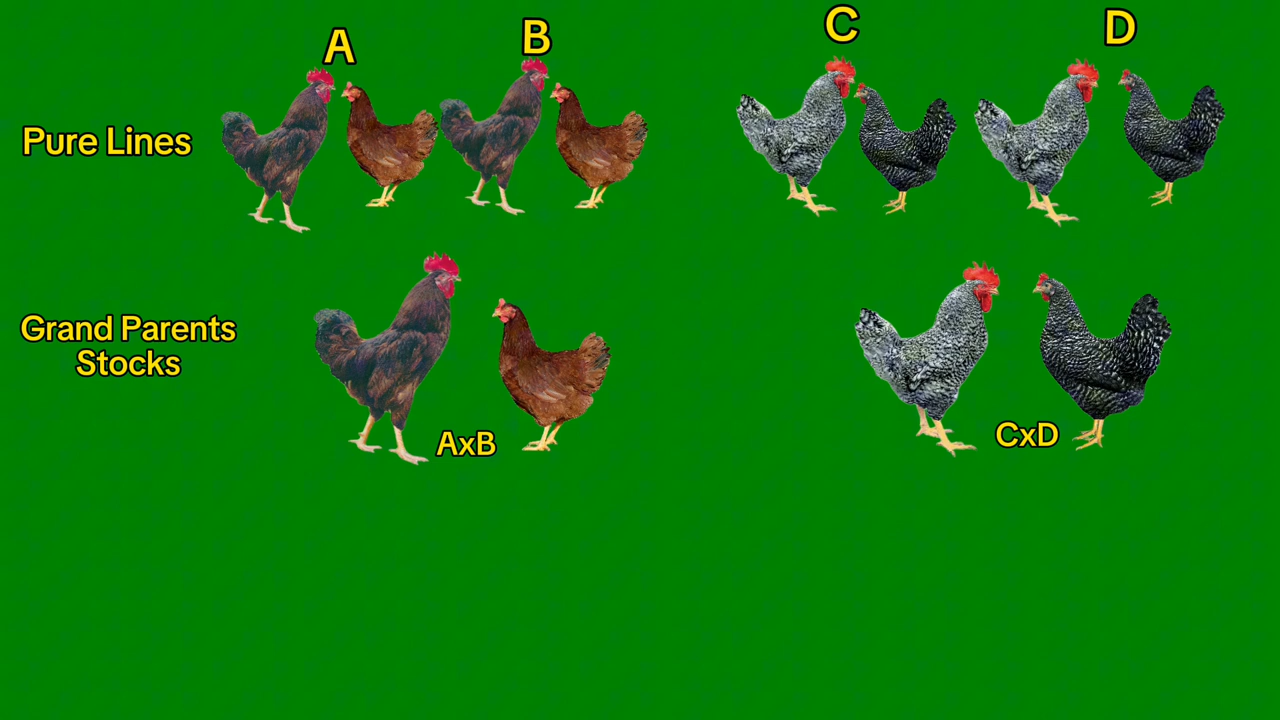 A
B
C
D
Pure Lines
Grand Parents
Stocks
AxB
CxD